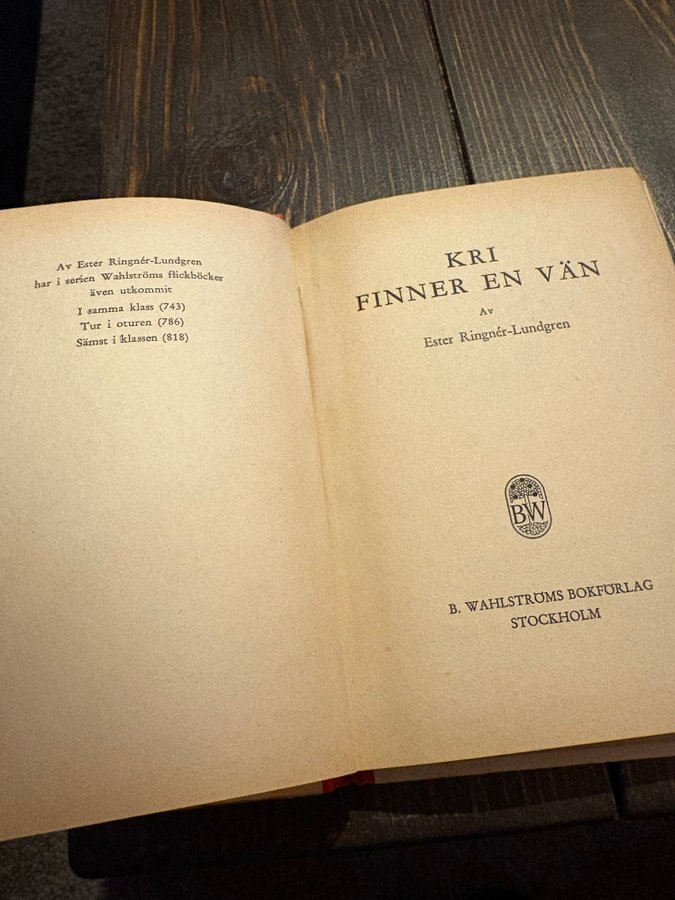 Av Ester Ringnér-Lundgren
har i serien Wahlströms flickböcker
även utkommit
I samma klass (743)
Tur i oturen (786)
Sämst i klassen (818)
KRI
FINNER EN VÄN
Av
Ester Ringnér-Lundgren
BW
B. WAHLSTRÖMS BOKFÖRLAG
STOCKHOLM